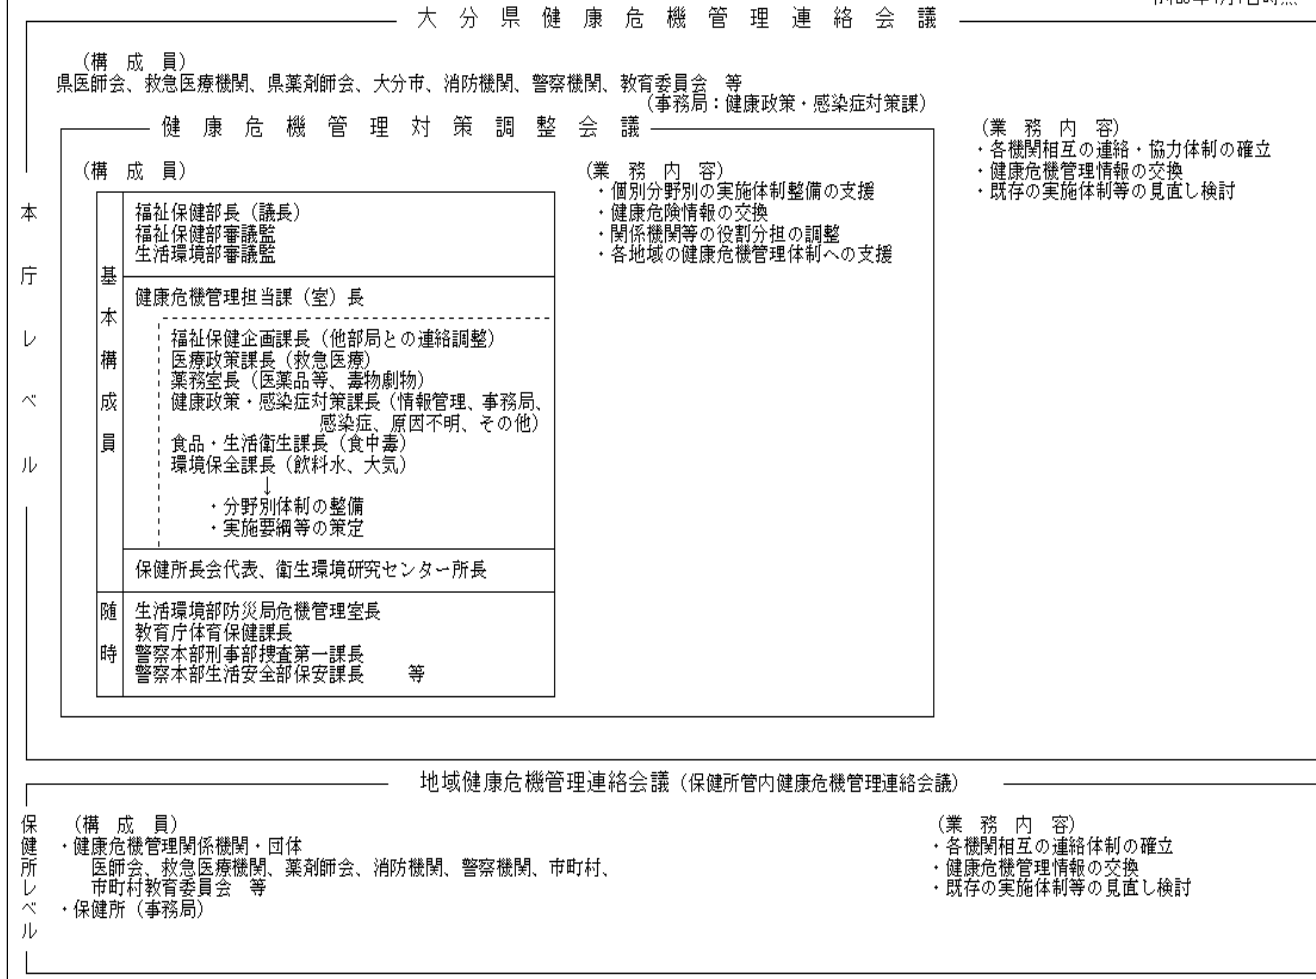 大分県健康危機管理連絡会議
(構成員)
県医師会、救急医療機関、県薬剤師会、大分市、消防機関、警察機関、教育委員会 等
(事務局:健康政策・感染症対策課)
健康危機管理対策調整会議
(業務内容)
・各機関相互の連絡・協力体制の確立
・健康危機管理情報の交換
・既存の実施体制等の見直し検討
(構成員)
(業務内容)
・個別分野別の実施体制整備の支援
・健康危険情報の交換
・関係機関等の役割分担の調整
・各地域の健康危機管理体制への支援
本庁レベル
基本構成員
福祉保健部長(議長)
福祉保健部審議監
生活環境部審議監
健康危機管理担当課(室)長
福祉保健企画課長(他部局との連絡調整)
医療政策課長(救急医療)
薬務室長(医薬品等、毒物劇物)
健康政策・感染症対策課長(情報管理、事務局、
感染症、原因不明、その他)
食品・生活衛生課長(食中毒)
環境保全課長(飲料水、大気)
↓
・分野別体制の整備
・実施要綱等の策定
保健所長会代表、衛生環境研究センター所長
随時
生活環境部防災局危機管理室長
教育庁体育保健課長
警察本部刑事部捜査第一課長
警察本部生活安全部保安課長 等
地域健康危機管理連絡会議(保健所管内健康危機管理連絡会議)
保健所レベル
(構成員)
・健康危機管理関係機関・団体
医師会、救急医療機関、薬剤師会、消防機関、警察機関、市町村、
市町村教育委員会 等
・保健所(事務局)
(業務内容)
・各機関相互の連絡体制の確立
・健康危機管理情報の交換
・既存の実施体制等の見直し検討